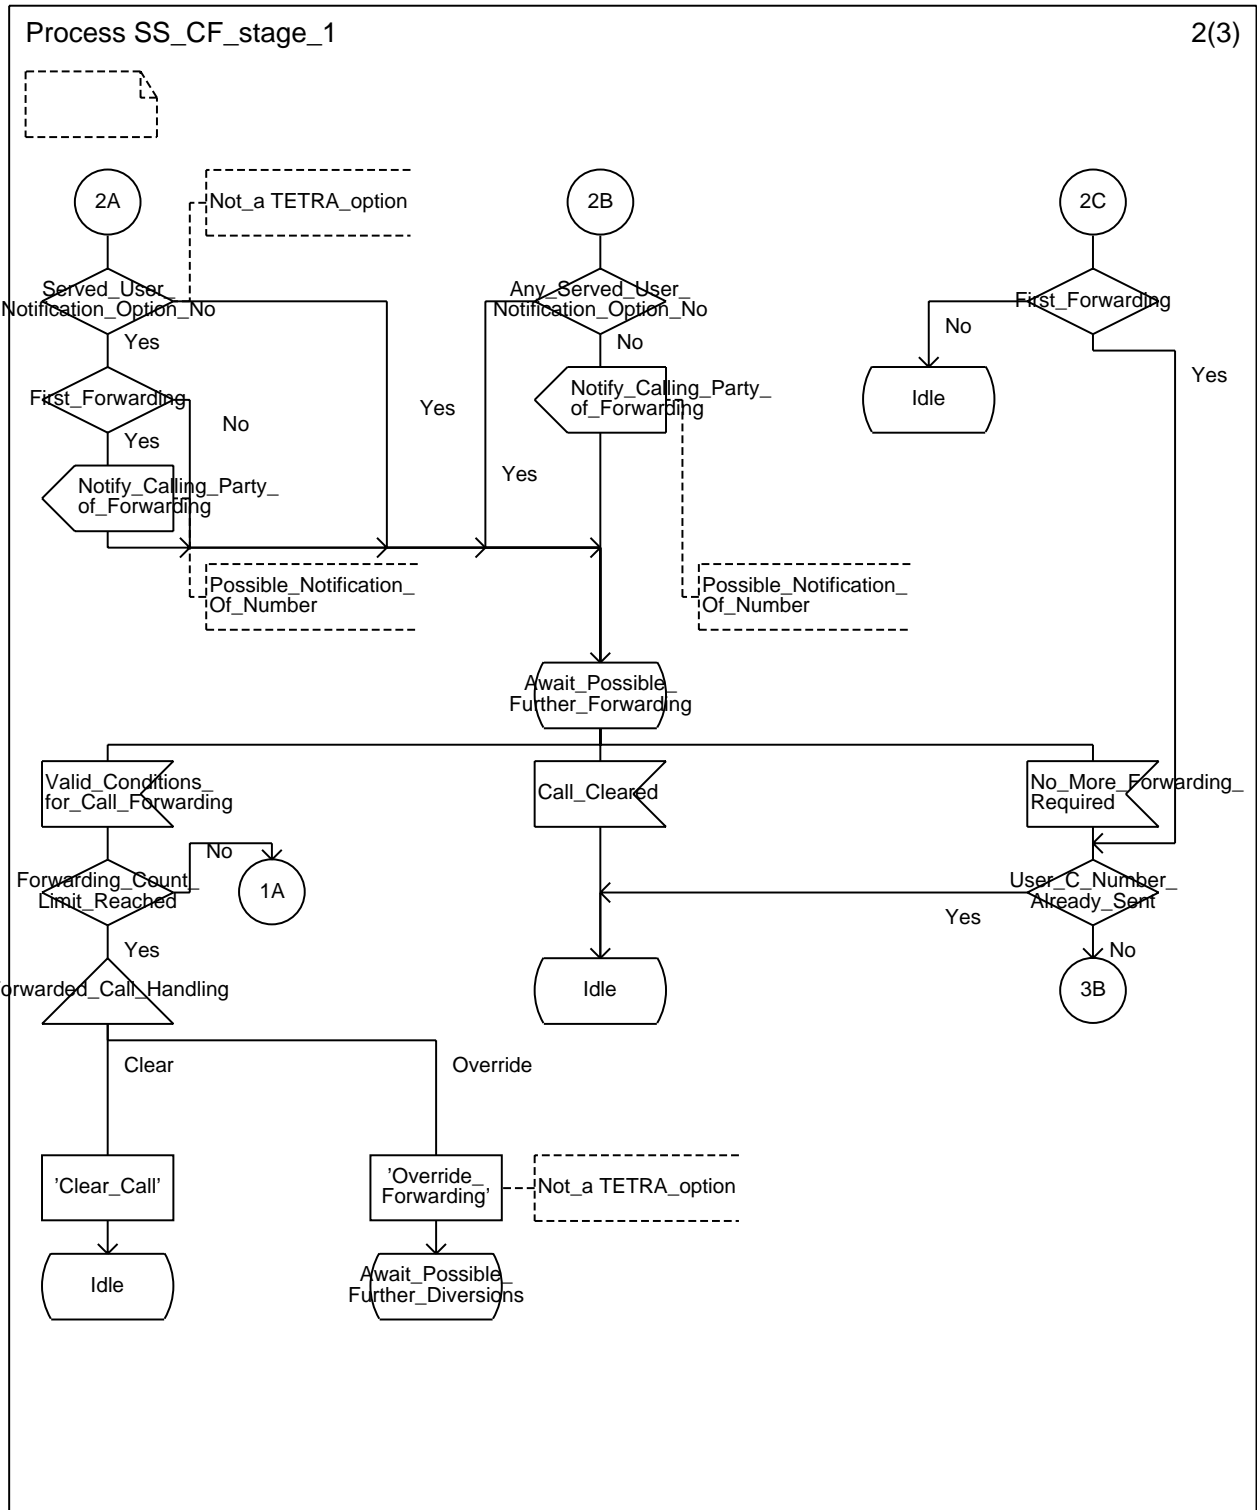 Process SS_CF_stage_1
2(3)
2A
Not_a TETRA_option
2B
2C
Served_User_
Notification_Option_No
Any_Served_User_
Notification_Option_No
First_Forwarding
No
Yes
No
Yes
First_Forwarding
No
Yes
Notify_Calling_Party_
of_Forwarding
Idle
Yes
Yes
Notify_Calling_Party_
of_Forwarding
Possible_Notification_
Of_Number
Possible_Notification_
Of_Number
Await_Possible_
Further_Forwarding
Valid_Conditions_
for_Call_Forwarding
Call_Cleared
No_More_Forwarding_
Required
No
Forwarding_Count_
Limit_Reached
1A
User_C_Number_
Already_Sent
Yes
Yes
No
orwarded_Call_Handling
Idle
3B
Clear
Override
'Clear_Call'
'Override_
Forwarding'
Not_a TETRA_option
Idle
Await_Possible_
Further_Diversions